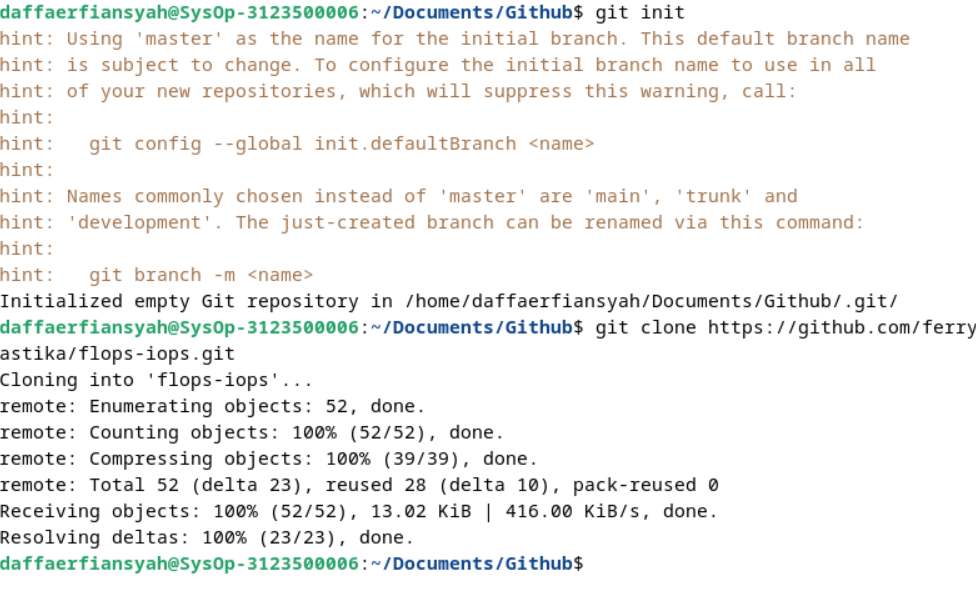 daffaerfiansyah@SysOp-3123500006:~/Documents/Github$ git init
hint: Using 'master' as the name for the initial branch. This default branch name
hint: is subject to change. To configure the initial branch name to use in all
hint: of your new repositories, which will suppress this warning, call:
hint:
hint:   git config --global init.defaultBranch <name>
hint:
hint: Names commonly chosen instead of 'master' are 'main', 'trunk' and
hint: 'development'. The just-created branch can be renamed via this command:
hint:
hint:   git branch -m <name>
Initialized empty Git repository in /home/daffaerfiansyah/Documents/Github/.git/
daffaerfiansyah@SysOp-3123500006:~/Documents/Github$ git clone https://github.com/ferry
astika/flops-iops.git
Cloning into 'flops-iops'...
remote: Enumerating objects: 52, done.
remote: Counting objects: 100% (52/52), done.
remote: Compressing objects: 100% (39/39), done.
remote: Total 52 (delta 23), reused 28 (delta 10), pack-reused 0
Receiving objects: 100% (52/52), 13.02 KiB | 416.00 KiB/s, done.
Resolving deltas: 100% (23/23), done.
daffaerfiansyah@SysOp-3123500006:~/Documents/Github$